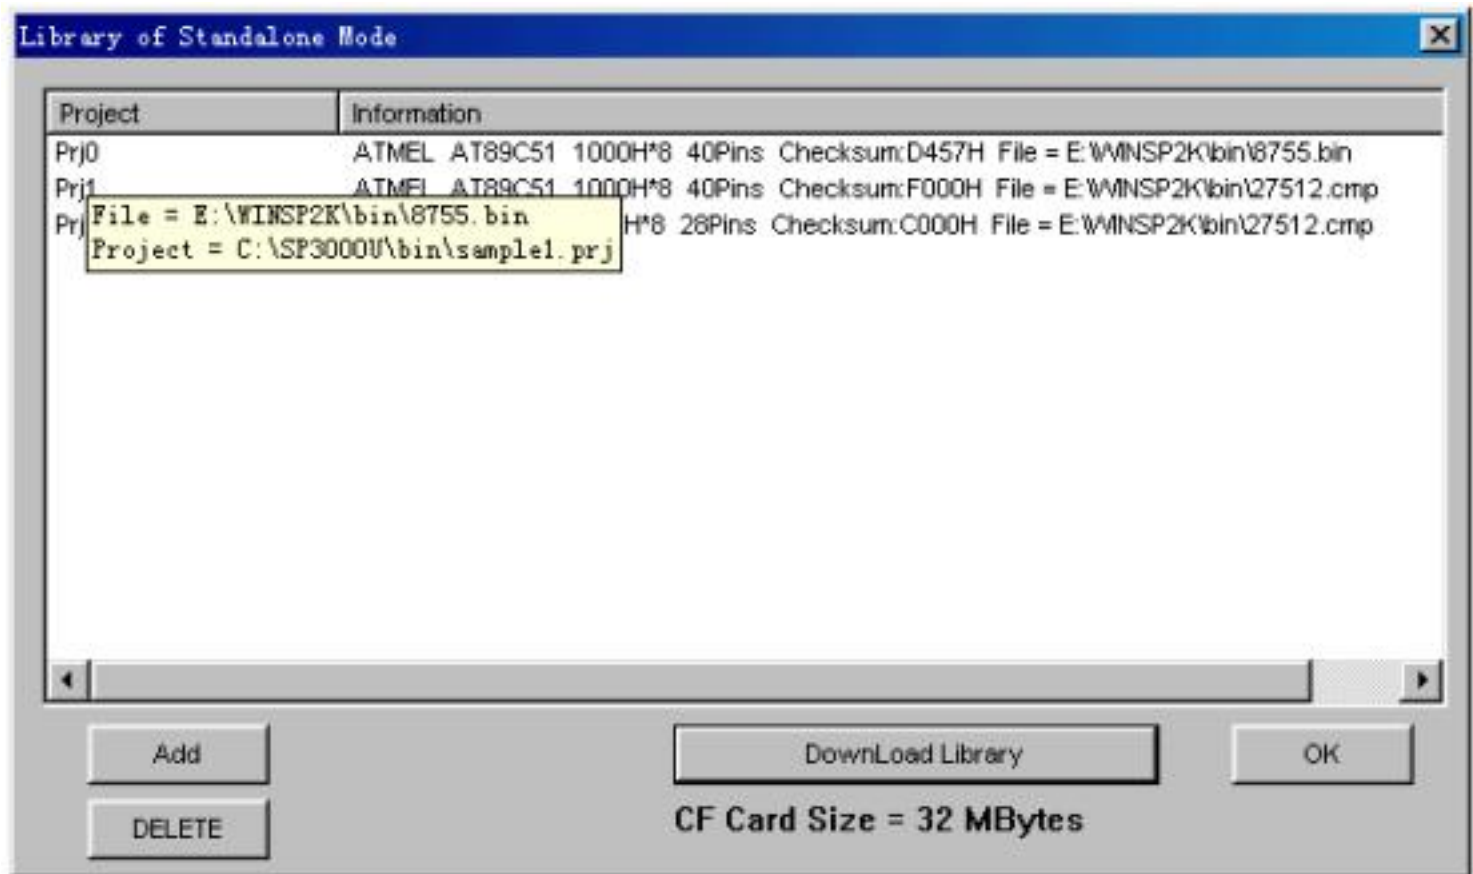 Library of Standalone Mode
Project Information
Prj0 ATMEL AT89C51 1000H*8 40Pins Checksum:D457H File = E:\WINSP2K\bin\8755.bin
Prj1 ATMEL AT89C51 1000H*8 40Pins Checksum:F000H File = E:\WINSP2K\bin\27512.cmp
File = E:\WINSP2K\bin\8755.bin
Prj H*8 28Pins Checksum:C000H File = E:\WINSP2K\bin\27512.cmp
Project = C:\SP3000U\bin\sample1.prj
Add DownLoad Library OK
DELETE CF Card Size = 32 MBytes